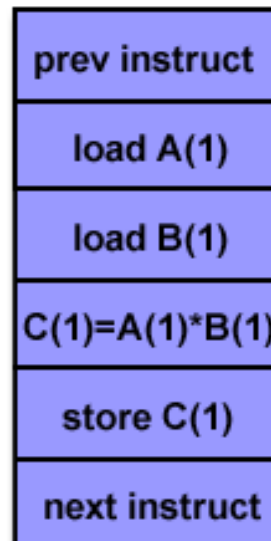 prev instruct
load A(1)
load B(1)
C(1)=A(1)*B(1)
store C(1)
next instruct